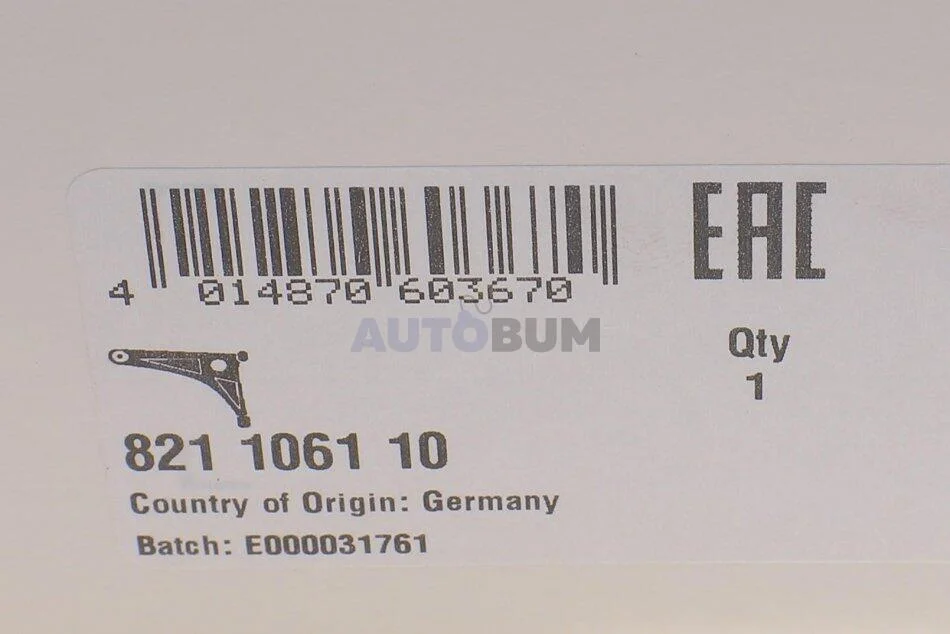 EAC
4 014870 603670
AUTOBUM
Qty
1
821 1061 10
Country of Origin: Germany
Batch: E000031761